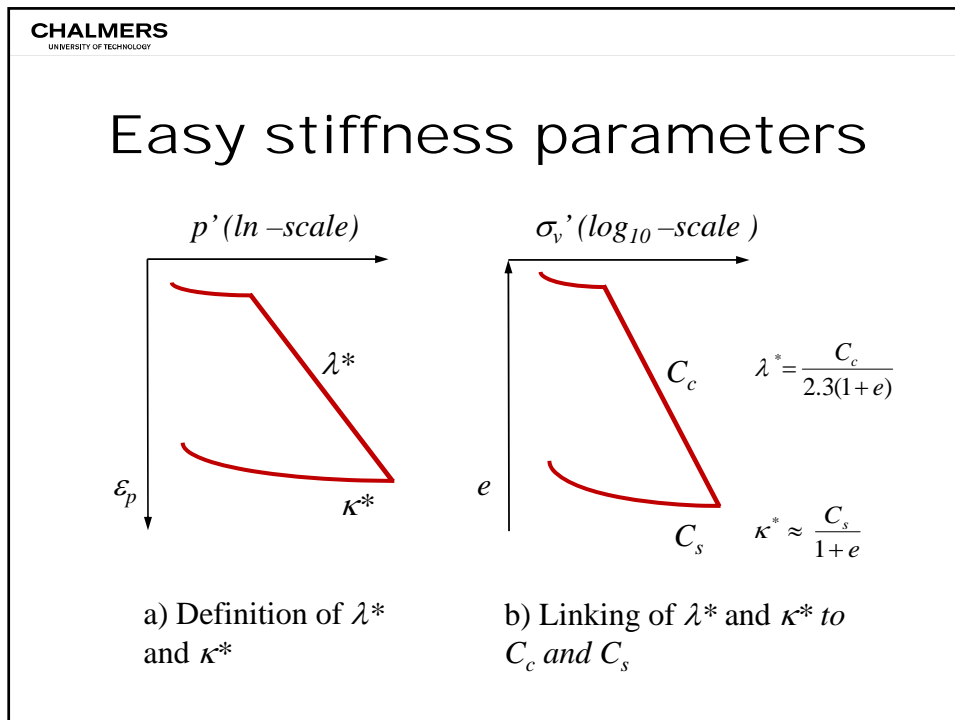 CHALMERS
UNIVERSITY OF TECHNOLOGY
Easy stiffness parameters
p’ (ln –scale)
λ*
εp
κ*
a) Definition of λ*
and κ*
σv’ (log10 –scale )
Cc
e
Cs
λ* = Cc / 2.3(1 + e)
κ* ≈ Cs / 1 + e
b) Linking of λ* and κ* to
Cc and Cs